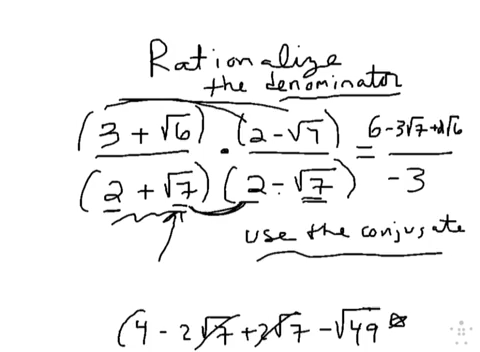 Rationalize
the denominator
(3 + √6) · (2 - √7) = 6 - 3√7 + 2√6
(2 + √7) (2 - √7) -3
use the conjugate
(4 - 2√7 + 2√7 - √49